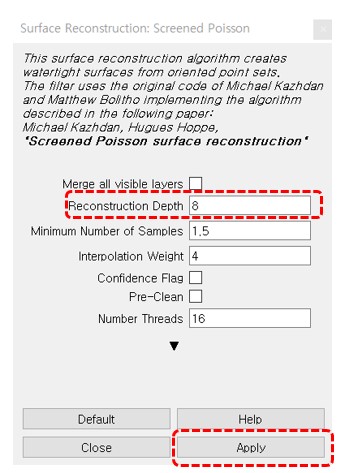 Surface Reconstruction: Screened Poisson
This surface reconstruction algorithm creates
watertight surfaces from oriented point sets.
The filter uses the original code of Michael Kazhdan
and Matthew Bolitho implementing the algorithm
described in the following paper:
Michael Kazhdan, Hugues Hoppe,
"Screened Poisson surface reconstruction"
Merge all visible layers
Reconstruction Depth 8
Minimum Number of Samples 1.5
Interpolation Weight 4
Confidence Flag
Pre-Clean
Number Threads 16
Default Help
Close Apply